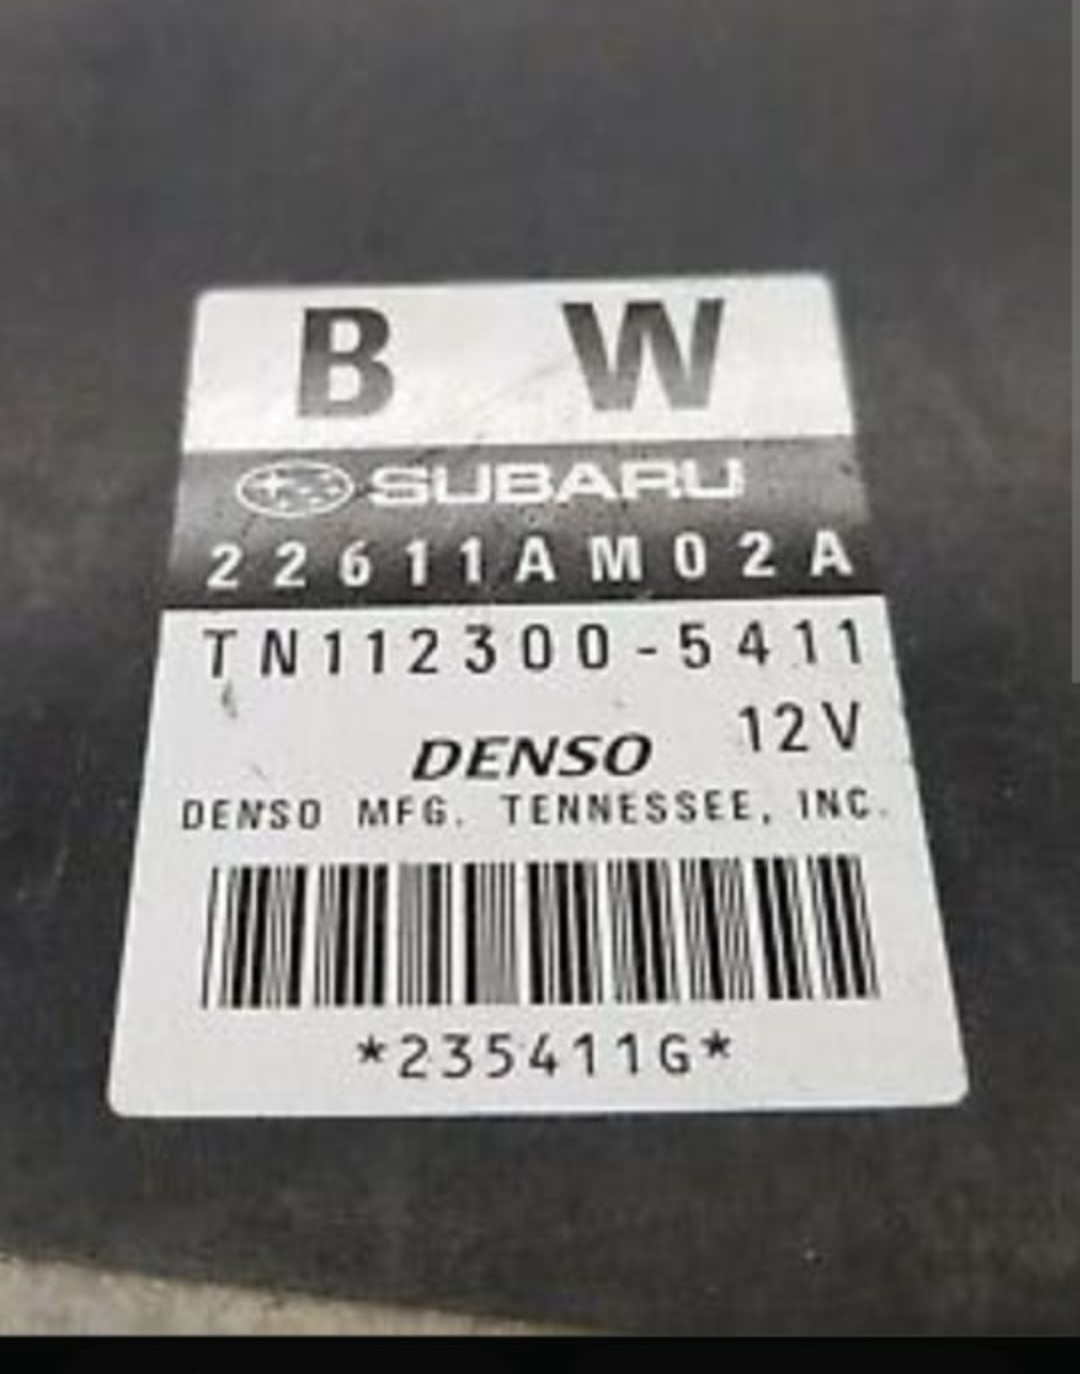 B W
SUBARU
22611AM02A
TN112300-5411
12V
DENSO
DENSO MFG. TENNESSEE, INC.
*235411G*